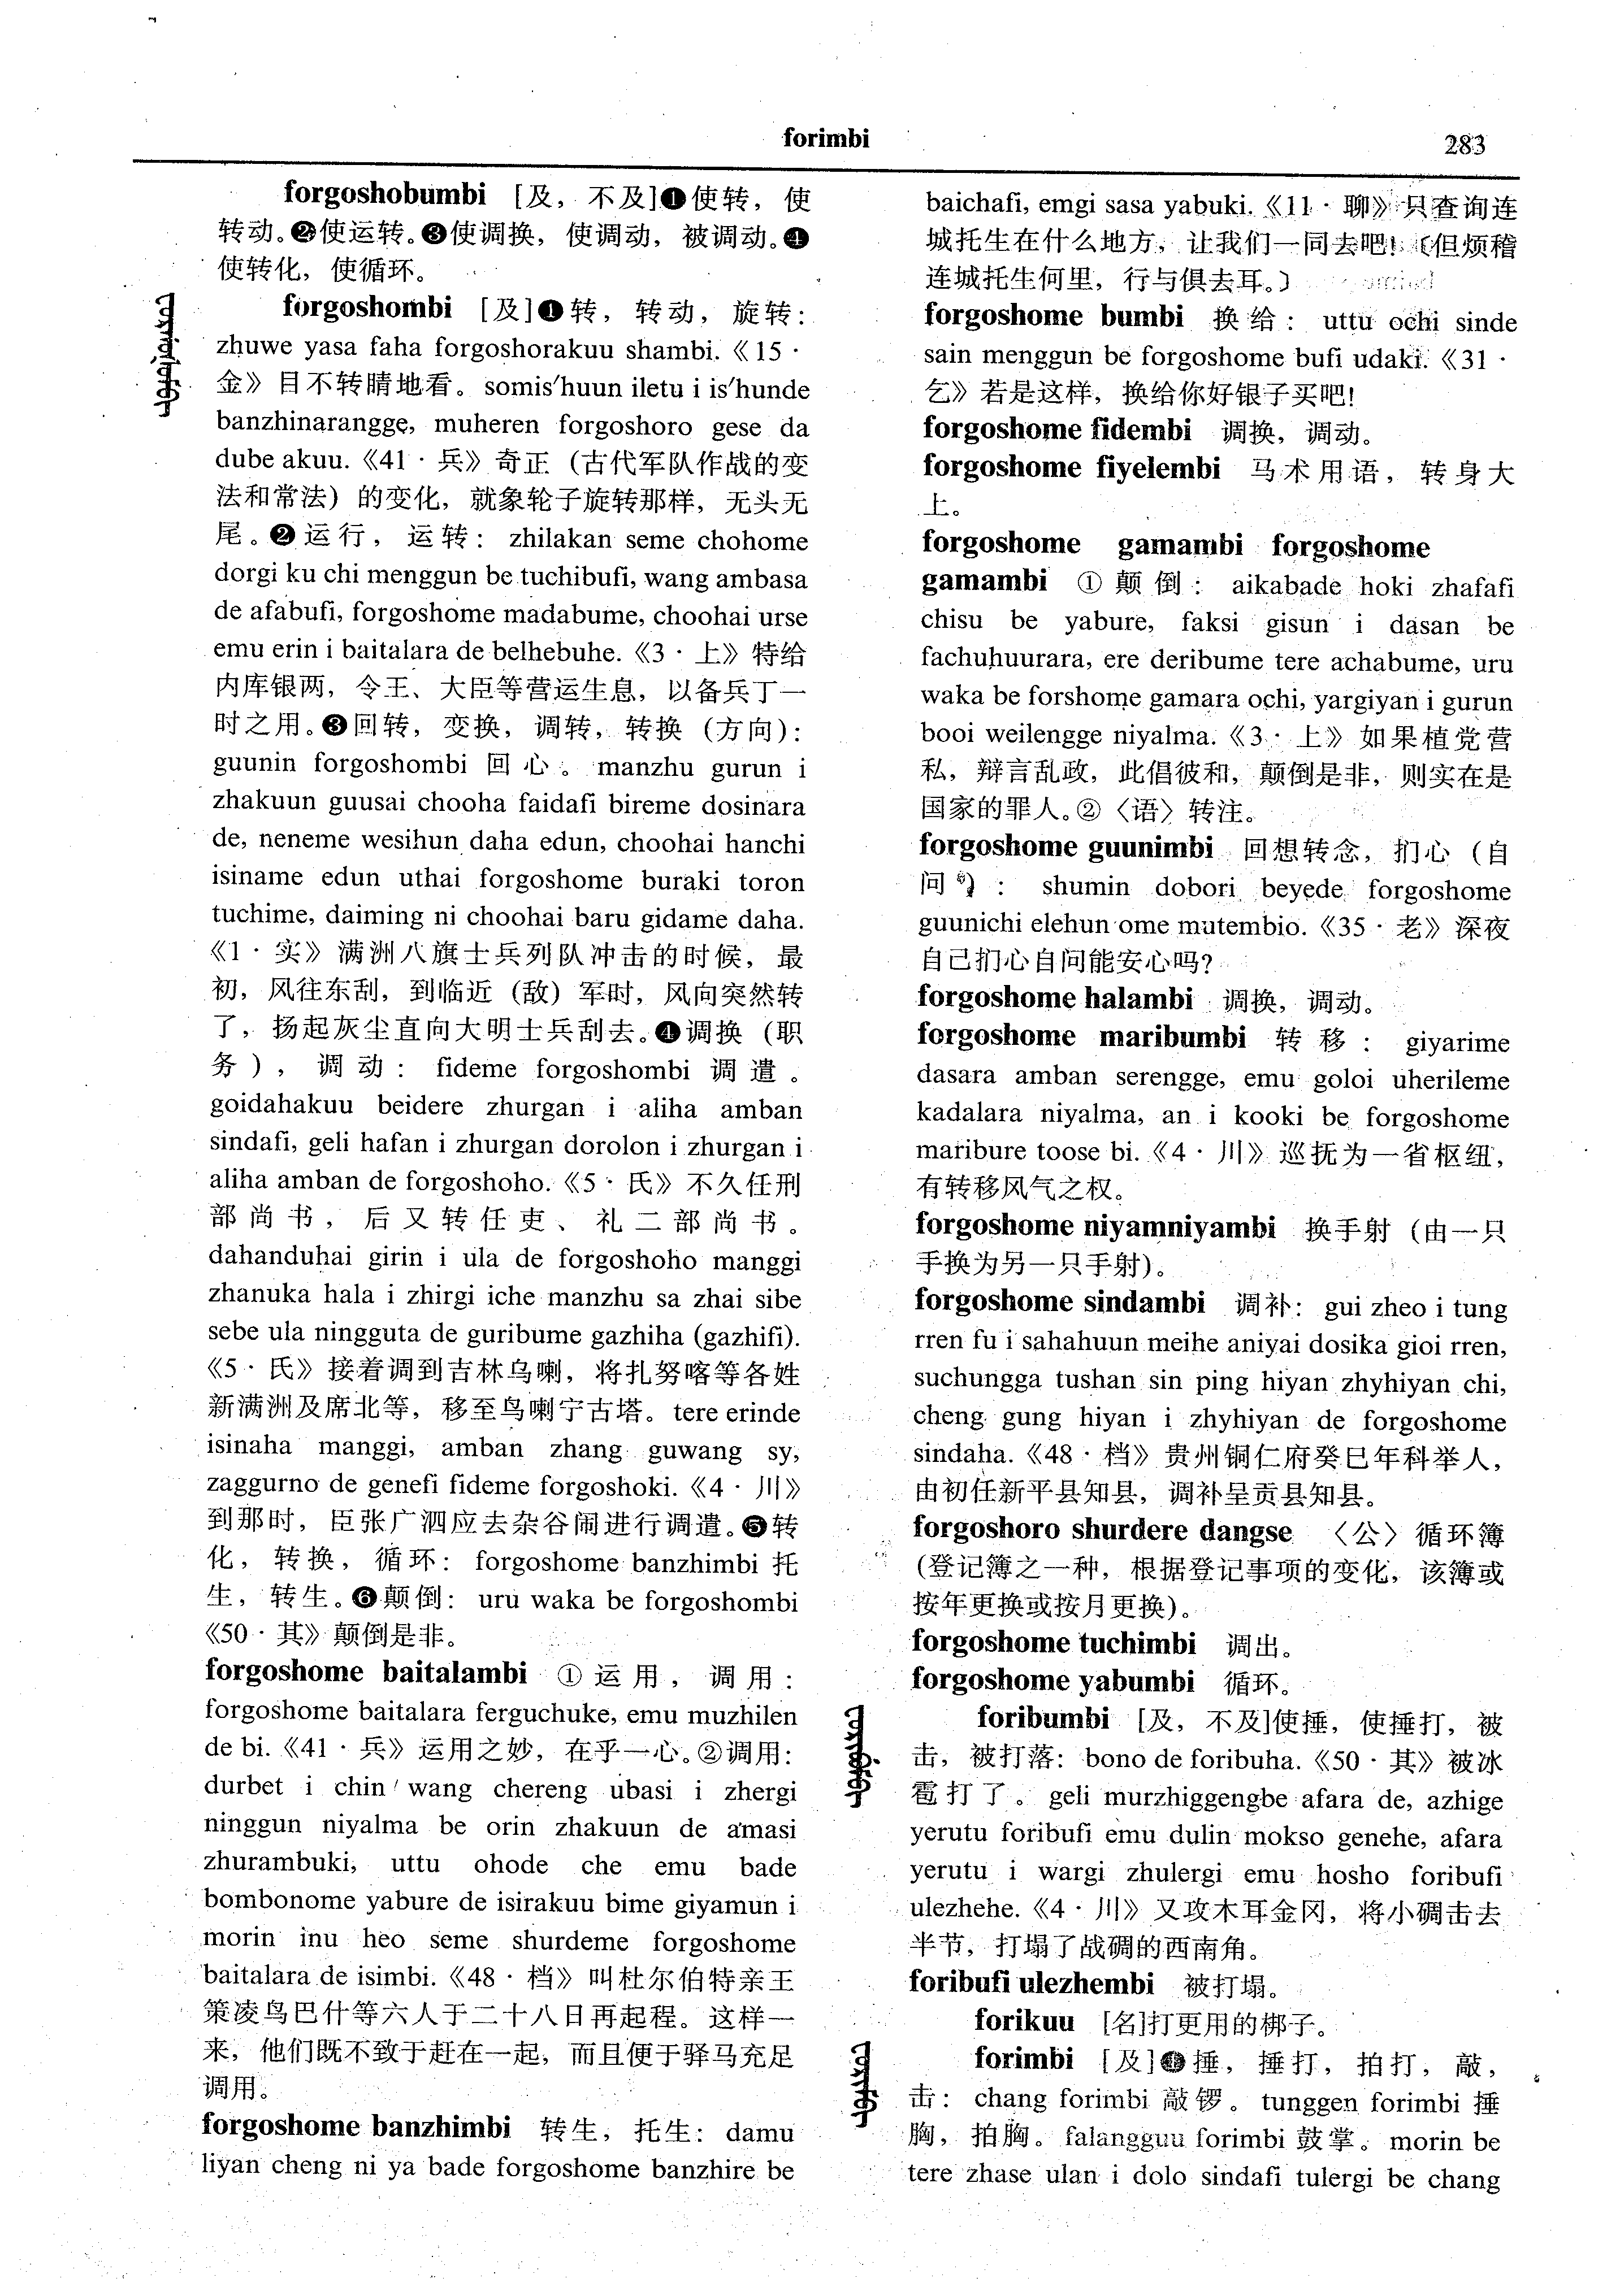 forimbi
283
forgoshobumbi [及，不及]❶使转，使
转动。❷使运转。❸使调换，使调动，被调动。❹
使转化，使循环。
forgoshombi [及]❶转，转动，旋转：
zhuwe yasa faha forgoshorakuu shambi.《15·
金》目不转睛地看。somis'huun iletu i is'hunde
banzhinarangge, muheren forgoshoro gese da
dube akuu.《41·兵》奇正（古代军队作战的变
法和常法）的变化，就象轮子旋转那样，无头无
尾。❷运行，运转：zhilakan seme chohome
dorgi ku chi menggun be tuchibufi, wang ambasa
de afabufi, forgoshome madabume, choohai urse
emu erin i baitalara de belhebuhe.《3·上》特给
内库银两，令王、大臣等营运生息，以备兵丁一
时之用。❸回转，变换，调转，转换（方向）：
guunin forgoshombi 回心。manzhu gurun i
zhakuun guusai chooha faidafi bireme dosinara
de, neneme wesihun daha edun, choohai hanchi
isiname edun uthai forgoshome buraki toron
tuchime, daiming ni choohai baru gidame daha.
《1·实》满洲八旗士兵列队冲击的时候，最
初，风往东刮，到临近（敌）军时，风向突然转
了，扬起灰尘直向大明士兵刮去。❹调换（职
务），调动：fideme forgoshombi 调遣。
goidahakuu beidere zhurgan i aliha amban
sindafi, geli hafan i zhurgan dorolon i zhurgan i
aliha amban de forgoshoho.《5·氏》不久任刑
部尚书，后又转任吏、礼二部尚书。
dahanduhai girin i ula de forgoshoho manggi
zhanuka hala i zhirgi iche manzhu sa zhai sibe
sebe ula ningguta de guribume gazhiha (gazhifi).
《5·氏》接着调到吉林乌喇，将扎努喀等各姓
新满洲及席北等，移至鸟喇宁古塔。tere erinde
isinaha manggi, amban zhang guwang sy,
zaggurno de genefi fideme forgoshoki.《4·川》
到那时，臣张广泗应去杂谷闹进行调遣。❺转
化，转换，循环：forgoshome banzhimbi 托
生，转生。❻颠倒：uru waka be forgoshombi
《50·其》颠倒是非。
forgoshome baitalambi ①运用，调用：
forgoshome baitalara ferguchuke, emu muzhilen
de bi.《41·兵》运用之妙，在乎一心。②调用：
durbet i chin' wang chereng ubasi i zhergi
ninggun niyalma be orin zhakuun de amasi
zhurambuki, uttu ohode che emu bade
bombonome yabure de isirakuu bime giyamun i
morin inu heo seme shurdeme forgoshome
baitalara de isimbi.《48·档》叫杜尔伯特亲王
策凌鸟巴什等六人于二十八日再起程。这样一
来，他们既不致于赶在一起，而且便于驿马充足
调用。
forgoshome banzhimbi 转生，托生：damu
liyan cheng ni ya bade forgoshome banzhire be
baichafi, emgi sasa yabuki.《11·聊》只查询连
城托生在什么地方，让我们一同去吧！〔但烦稽
连城托生何里，行与俱去耳。〕
forgoshome bumbi 换给：uttu ochi sinde
sain menggun be forgoshome bufi udaki.《31·
乞》若是这样，换给你好银子买吧！
forgoshome fidembi 调换，调动。
forgoshome fiyelembi 马术用语，转身大
上。
forgoshome gamambi forgoshome
gamambi ①颠倒：aikabade hoki zhafafi
chisu be yabure, faksi gisun i dasan be
fachuhuurara, ere deribume tere achabume, uru
waka be forshome gamara ochi, yargiyan i gurun
booi weilengge niyalma.《3·上》如果植党营
私，辩言乱政，此倡彼和，颠倒是非，则实在是
国家的罪人。②〈语〉转注。
forgoshome guunimbi 回想转念，扪心（自
问）：shumin dobori beyede forgoshome
guunichi elehun ome mutembio.《35·老》深夜
自己扪心自问能安心吗？
forgoshome halambi 调换，调动。
forgoshome maribumbi 转移：giyarime
dasara amban serengge, emu goloi uherileme
kadalara niyalma, an i kooki be forgoshome
maribure toose bi.《4·川》巡抚为一省枢纽，
有转移风气之权。
forgoshome niyamniyambi 换手射（由一只
手换为另一只手射）。
forgoshome sindambi 调补：gui zheo i tung
rren fu i sahahuun meihe aniyai dosika gioi rren,
suchungga tushan sin ping hiyan zhyhiyan chi,
cheng gung hiyan i zhyhiyan de forgoshome
sindaha.《48·档》贵州铜仁府癸巳年科举人，
由初任新平县知县，调补呈贡县知县。
forgoshoro shurdere dangse 〈公〉循环簿
（登记簿之一种，根据登记事项的变化，该簿或
按年更换或按月更换）。
forgoshome tuchimbi 调出。
forgoshome yabumbi 循环。
foribumbi [及，不及]使捶，使捶打，被
击，被打落：bono de foribuha.《50·其》被冰
雹打了。geli murzhiggengbe afara de, azhige
yerutu foribufi emu dulin mokso genehe, afara
yerutu i wargi zhulergi emu hosho foribufi
ulezhehe.《4·川》又攻木耳金冈，将小碉击去
半节，打塌了战碉的西南角。
foribufi ulezhembi 被打塌。
forikuu [名]打更用的梆子。
forimbi [及]❶捶，捶打，拍打，敲，
击：chang forimbi 敲锣。tunggen forimbi 捶
胸，拍胸。falangguu forimbi 鼓掌。morin be
tere zhase ulan i dolo sindafi tulergi be chang